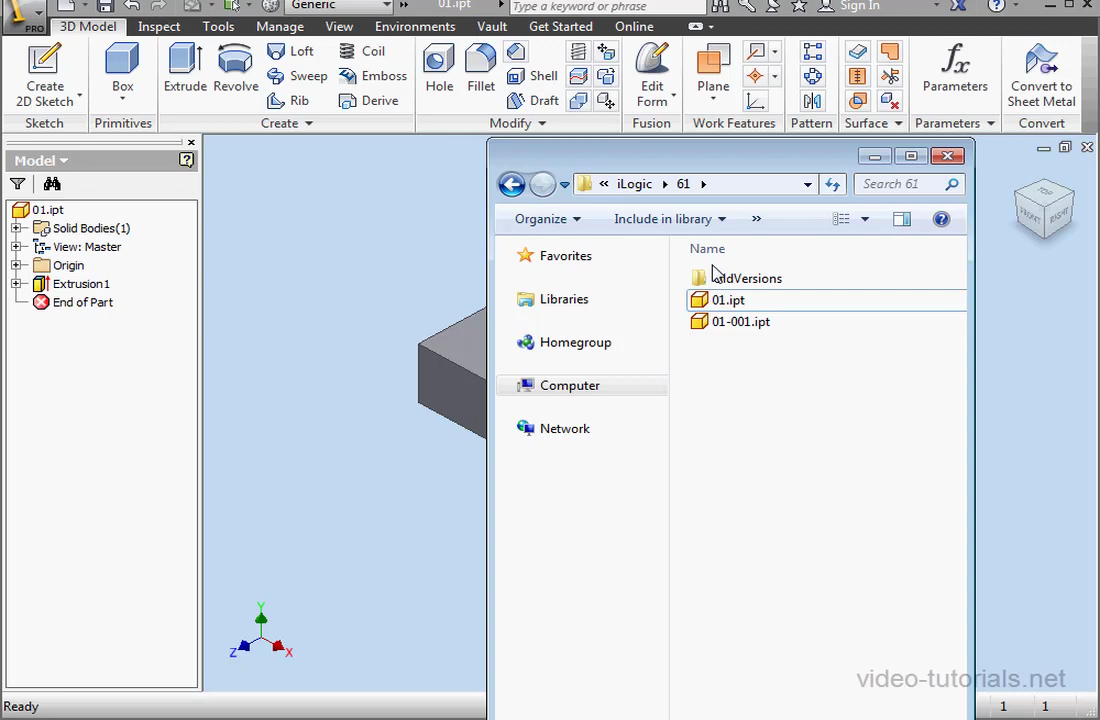 Generic
01.ipt
Type a keyword or phrase
Sign In
PRO
3D Model
Inspect
Tools
Manage
View
Environments
Vault
Get Started
Online
Create
2D Sketch
Box
Extrude
Revolve
Loft
Sweep
Rib
Coil
Emboss
Derive
Hole
Fillet
Shell
Draft
Edit
Form
Plane
Parameters
Convert to
Sheet Metal
Sketch
Primitives
Create
Modify
Fusion
Work Features
Pattern
Surface
Parameters
Convert
Model
01.ipt
Solid Bodies(1)
View: Master
Origin
Extrusion1
End of Part
« iLogic
61
Search 61
Organize
Include in library
»
Favorites
Libraries
Homegroup
Computer
Network
Name
01.ipt
01-001.ipt
TOP
FRONT
RIGHT
Y
Z
X
video-tutorials.net
Ready
1
1